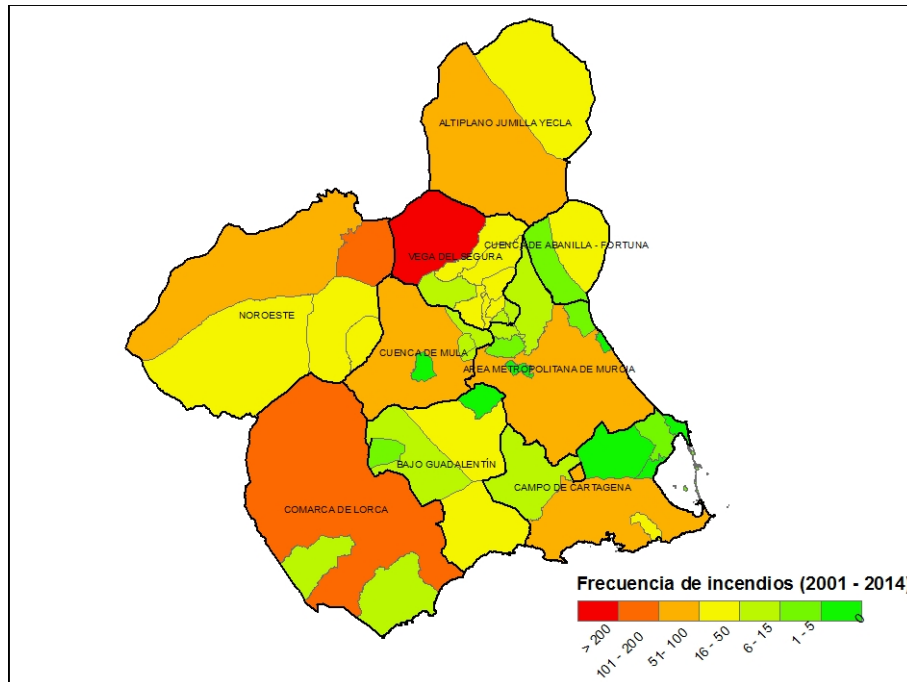 ALTIPLANO JUMILLA YECLA
CUENCA DE ABANILLA - FORTUNA
VEGA DEL SEGURA
NOROESTE
CUENCA DE MULA
AREA METROPOLITANA DE MURCIA
BAJO GUADALENTÍN
CAMPO DE CARTAGENA
COMARCA DE LORCA
Frecuencia de incendios (2001 - 2014)
> 200
101 - 200
51- 100
16 - 50
6 - 15
1 - 5
0